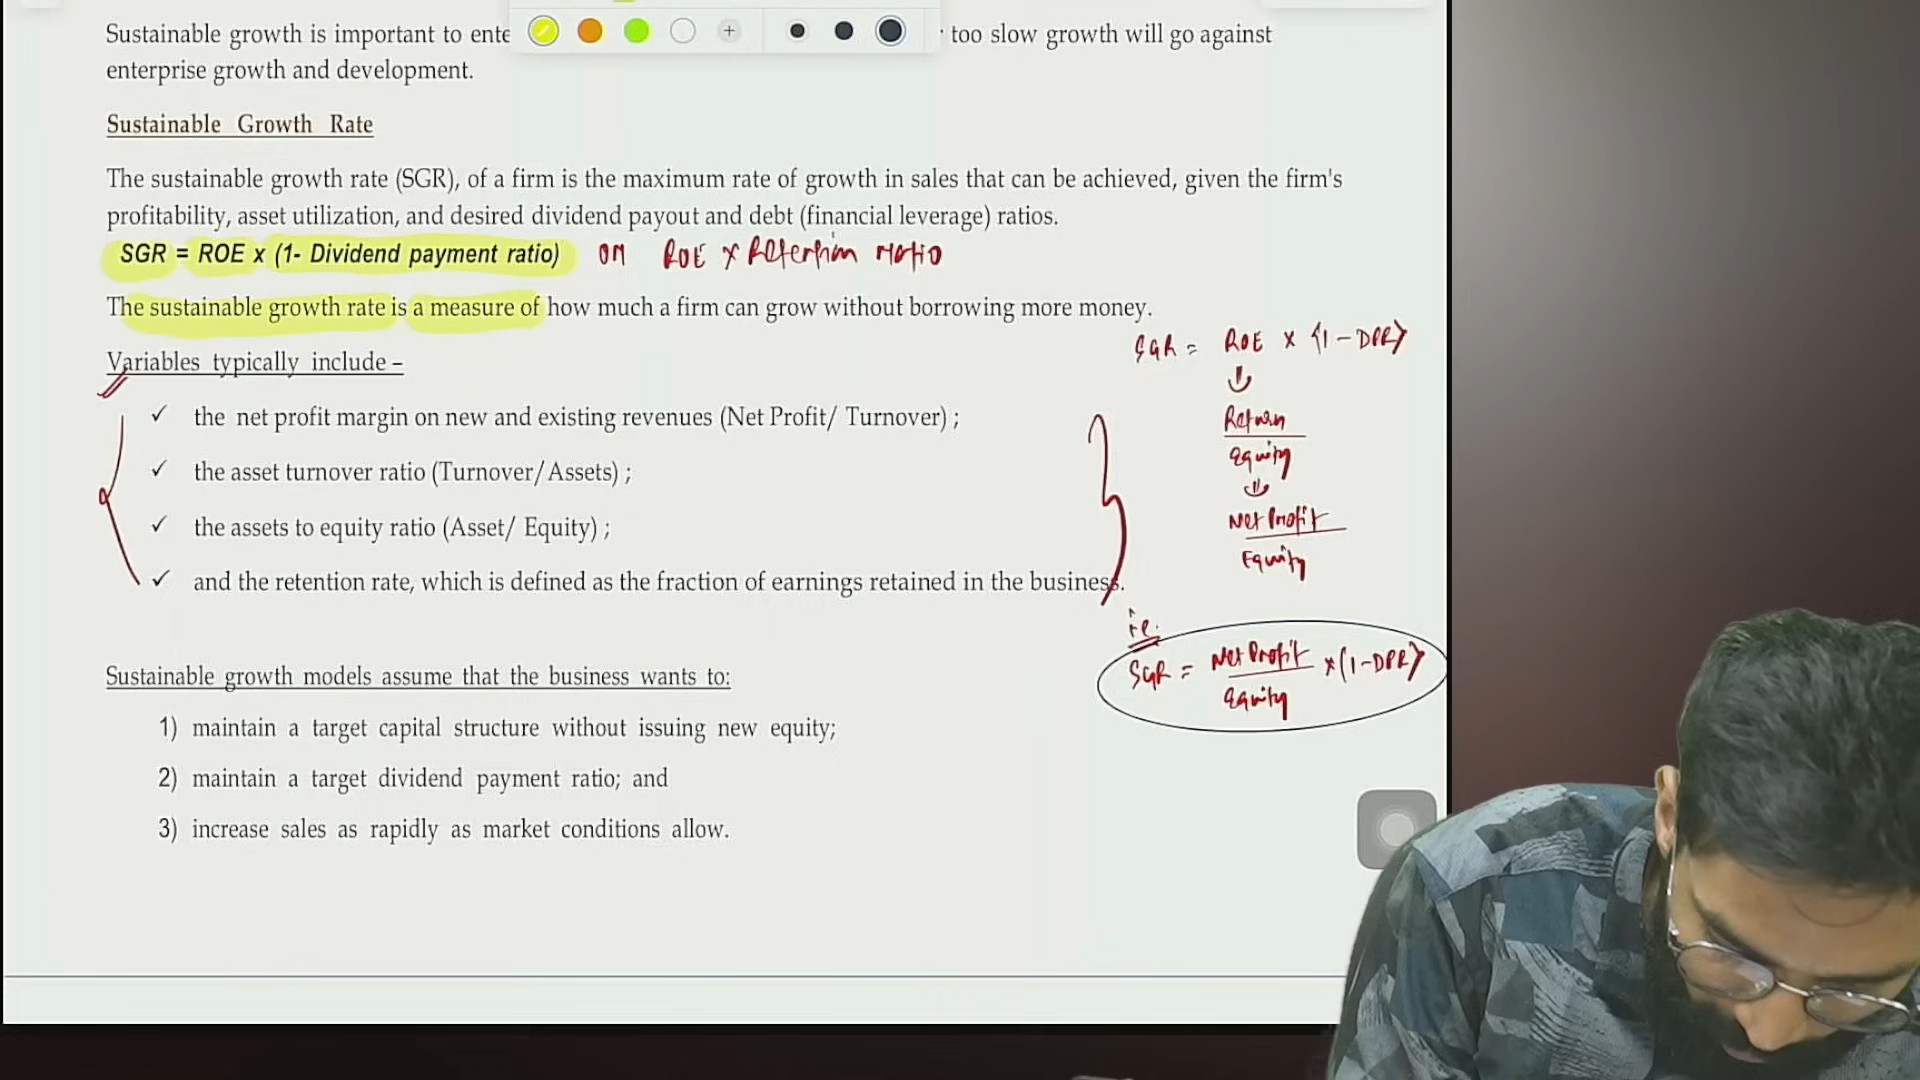 Sustainable growth is important to ente
too slow growth will go against
enterprise growth and development.
Sustainable Growth Rate
The sustainable growth rate (SGR), of a firm is the maximum rate of growth in sales that can be achieved, given the firm's
profitability, asset utilization, and desired dividend payout and debt (financial leverage) ratios.
SGR = ROE x (1- Dividend payment ratio) OR ROE x Retention ratio
The sustainable growth rate is a measure of how much a firm can grow without borrowing more money.
SGR = ROE x (1 - DPR)
Variables typically include –
✓ the net profit margin on new and existing revenues (Net Profit/ Turnover) ;
Return
Equity
✓ the asset turnover ratio (Turnover/Assets) ;
✓ the assets to equity ratio (Asset/ Equity) ;
Net Profit
Equity
✓ and the retention rate, which is defined as the fraction of earnings retained in the business.
i.e.
SGR = Net Profit x (1-DPR)
Equity
Sustainable growth models assume that the business wants to:
1) maintain a target capital structure without issuing new equity;
2) maintain a target dividend payment ratio; and
3) increase sales as rapidly as market conditions allow.